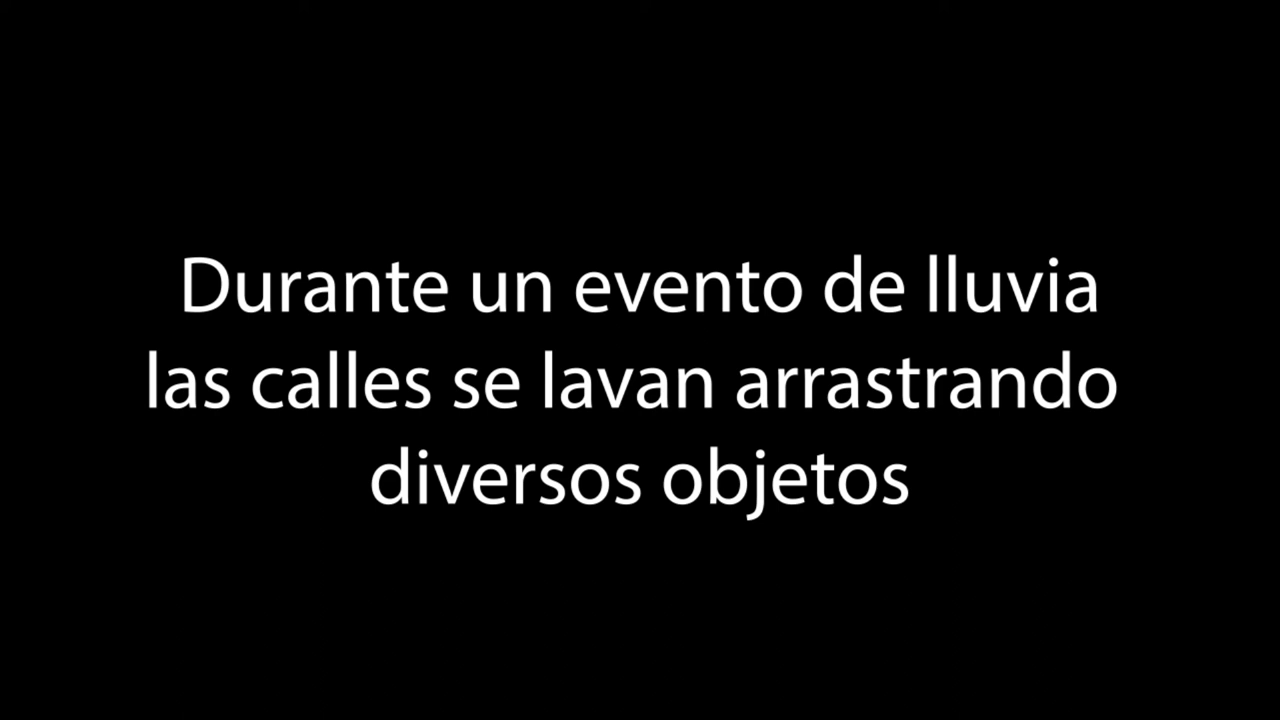 Durante un evento de lluvia
las calles se lavan arrastrando
diversos objetos